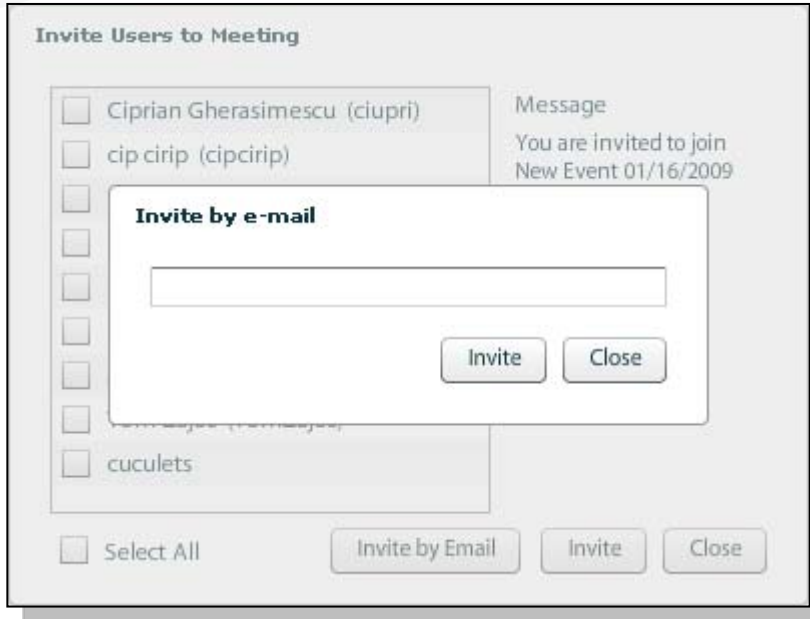 Invite Users to Meeting
Ciprian Gherasimescu (ciupri)
cip cirip (cipcirip)
cuculets
Select All
Message
You are invited to join
New Event 01/16/2009
Invite by e-mail
Invite Close
Invite by Email Invite Close